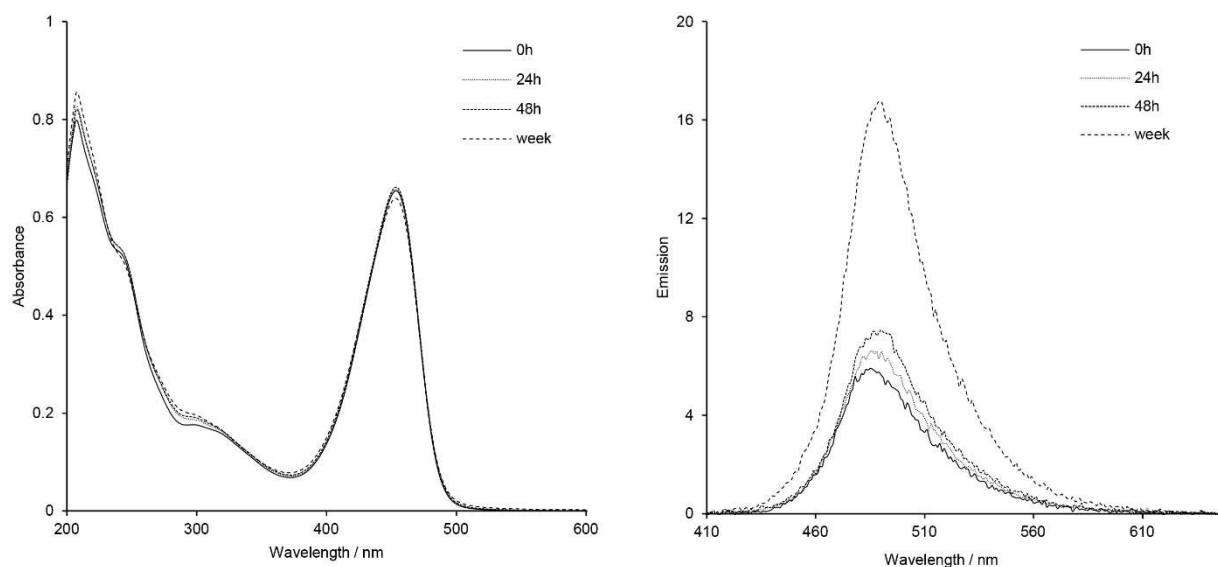 1
0.8
0.6
0.4
0.2
0
200
300
400
500
600
Absorbance
Wavelength / nm
0h
24h
48h
week
20
16
12
8
4
0
410
460
510
560
610
Emission
Wavelength / nm
0h
24h
48h
week